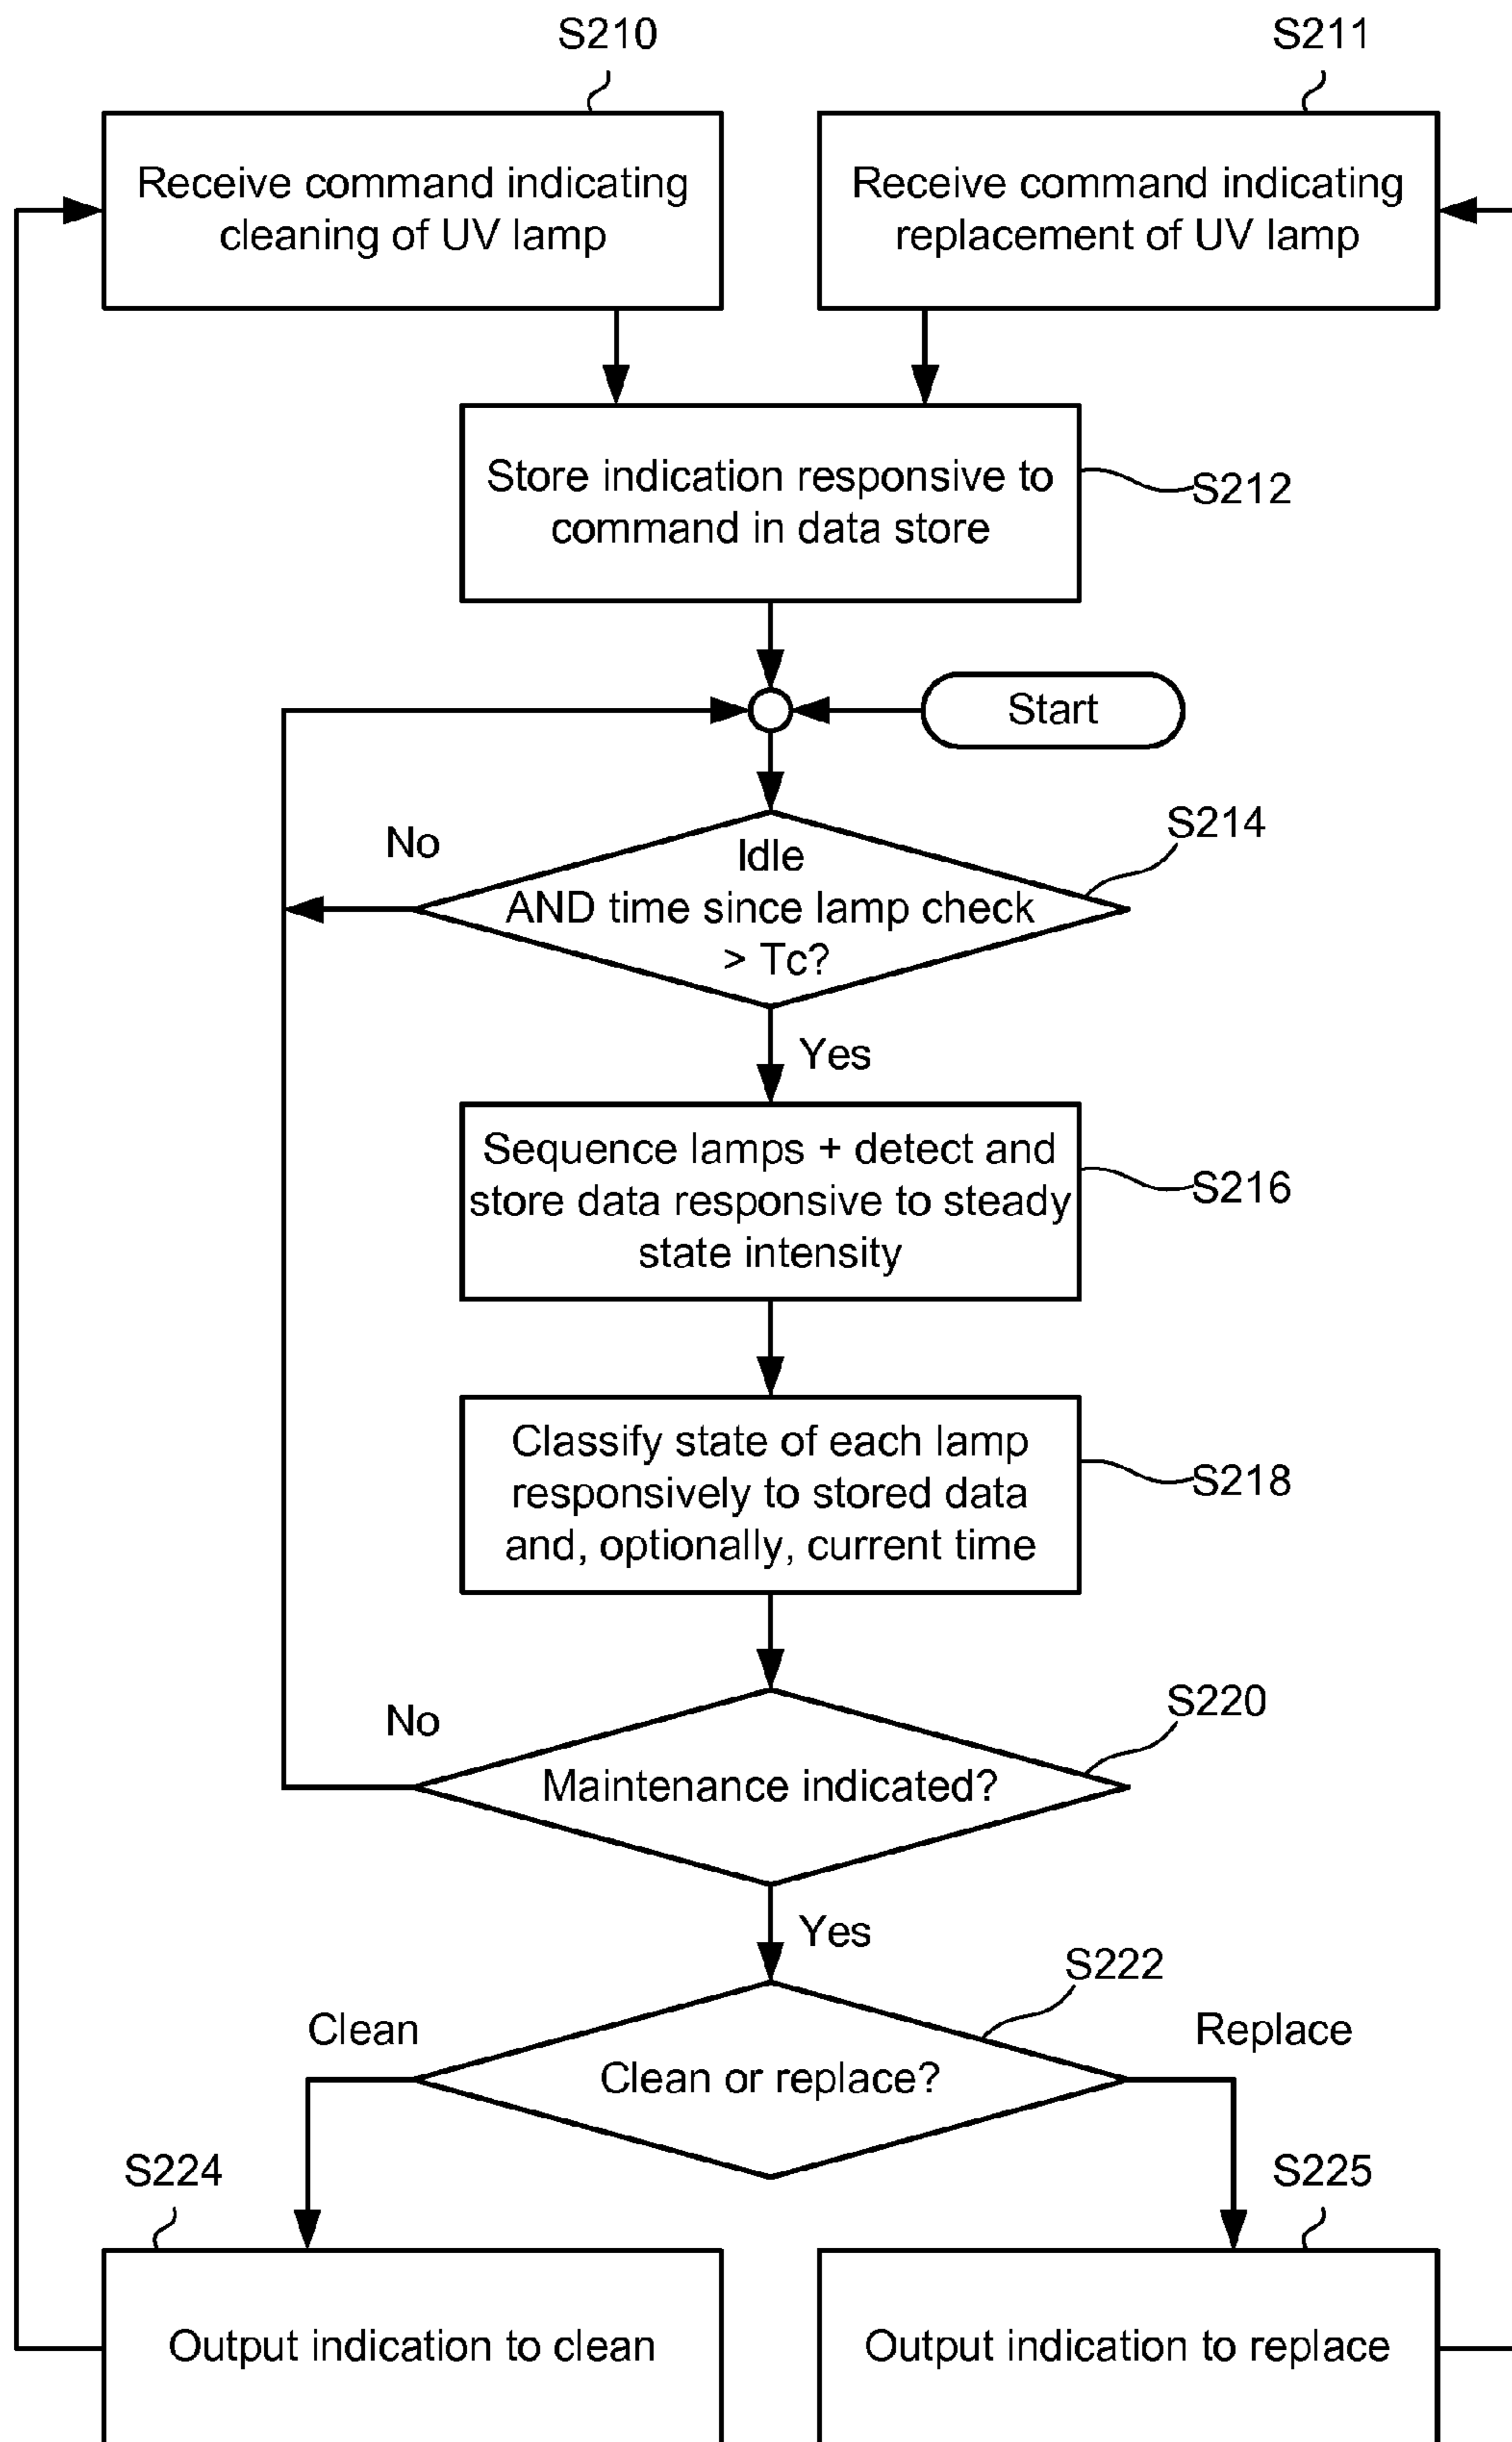 S210
S211
Receive command indicating
cleaning of UV lamp
Receive command indicating
replacement of UV lamp
Store indication responsive to
command in data store
S212
Start
No
S214
Idle
AND time since lamp check
> Tc?
Yes
Sequence lamps + detect and
store data responsive to steady
state intensity
S216
Classify state of each lamp
responsively to stored data
and, optionally, current time
S218
No
S220
Maintenance indicated?
Yes
S222
Clean
Replace
Clean or replace?
S224
S225
Output indication to clean
Output indication to replace